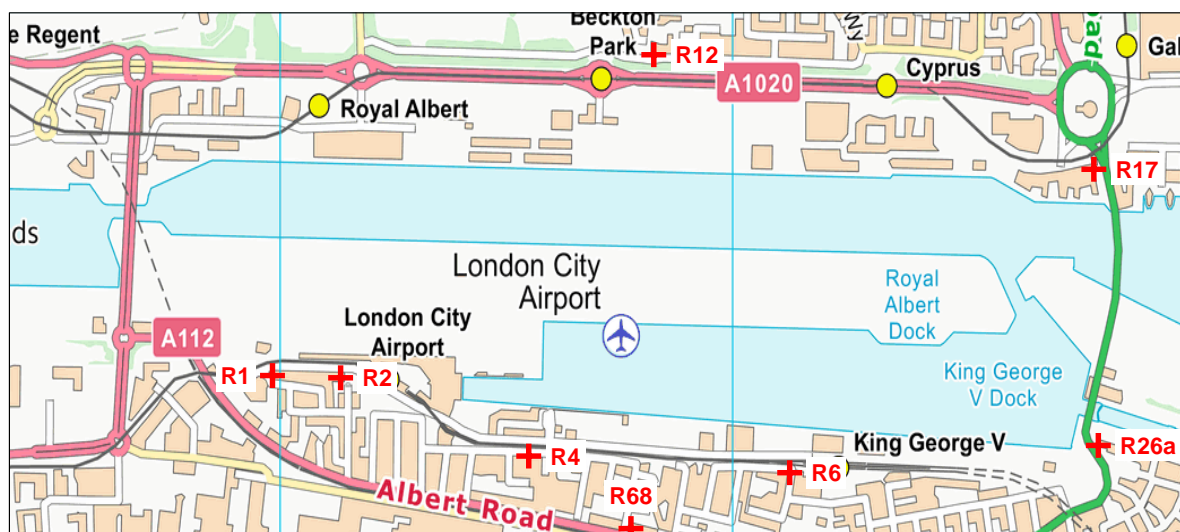 Beckton
Park
e Regent
R12
A1020
Cyprus
Gal
Royal Albert
R17
ds
London City
Airport
Royal
Albert
Dock
London City
Airport
A112
King George
V Dock
R1
R2
King George V
R26a
R4
R6
R68
Albert Road